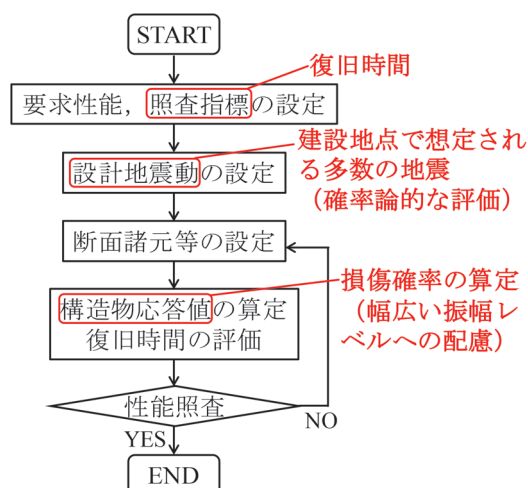 START
復旧時間
要求性能，照査指標の設定
建設地点で想定され
る多数の地震
（確率論的な評価）
設計地震動の設定
断面諸元等の設定
損傷確率の算定
（幅広い振幅レ
ベルへの配慮）
構造物応答値の算定
復旧時間の評価
性能照査
NO
YES
END